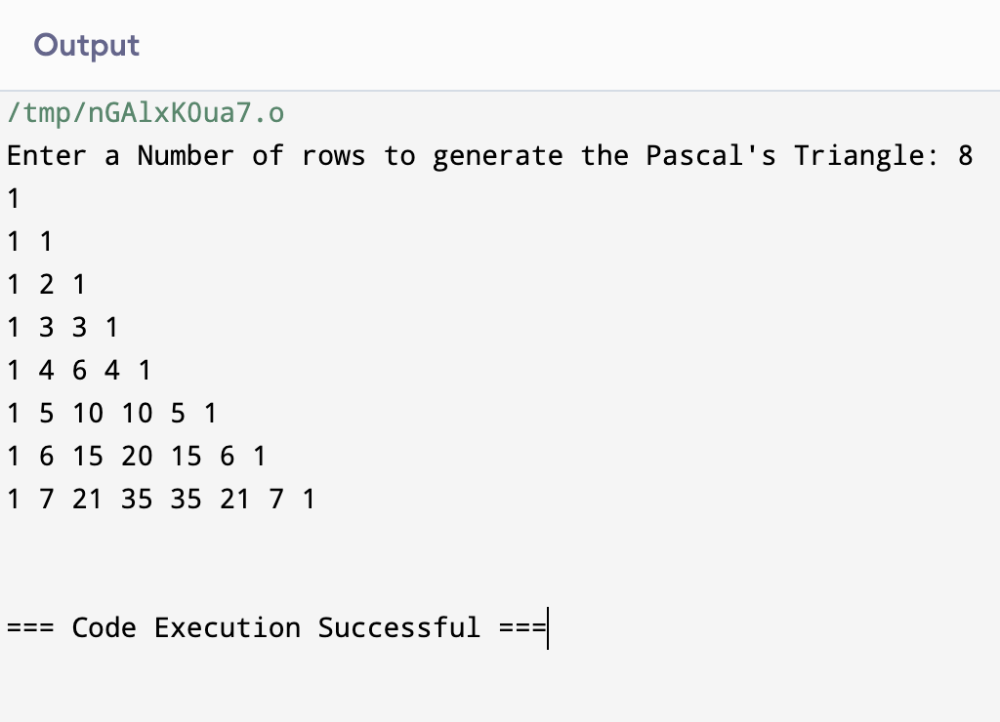 Output
/tmp/nGAlxK0ua7.o
Enter a Number of rows to generate the Pascal's Triangle: 8
1
1 1
1 2 1
1 3 3 1
1 4 6 4 1
1 5 10 10 5 1
1 6 15 20 15 6 1
1 7 21 35 35 21 7 1
=== Code Execution Successful ===